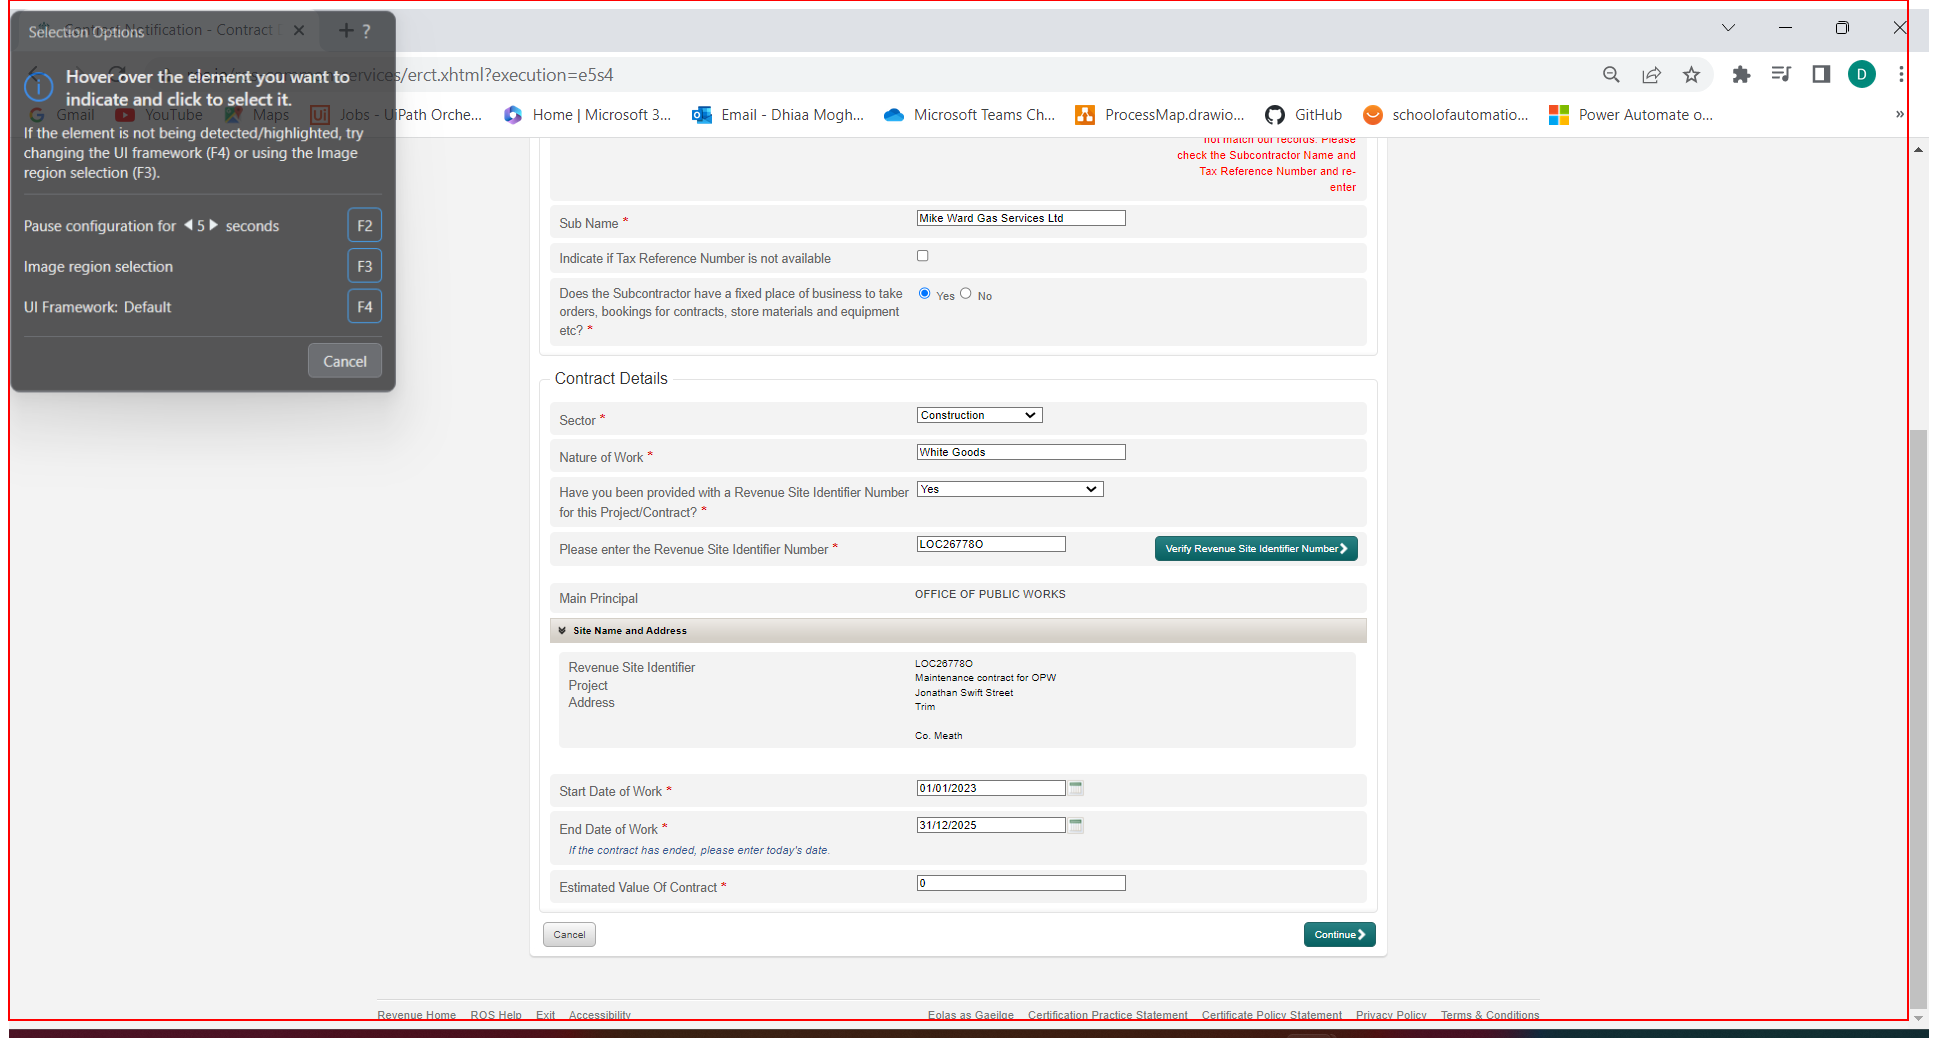 Selection Options
tification - Contract
?
Hover over the element you want to
indicate and click to select it.
ervices/erct.xhtml?execution=e5s4
D
Gmail
YouTube
Maps
Jobs - UiPath Orche...
Home | Microsoft 3...
Email - Dhiaa Mogh...
Microsoft Teams Ch...
ProcessMap.drawio...
GitHub
schoolofautomatio...
Power Automate o...
»
If the element is not being detected/highlighted, try
changing the UI framework (F4) or using the Image
region selection (F3).
Pause configuration for 5 seconds
F2
Image region selection
F3
UI Framework: Default
F4
Cancel
not match our records. Please
check the Subcontractor Name and
Tax Reference Number and re-
enter
Sub Name *
Mike Ward Gas Services Ltd
Indicate if Tax Reference Number is not available
Does the Subcontractor have a fixed place of business to take
orders, bookings for contracts, store materials and equipment
etc? *
Yes
No
Contract Details
Sector *
Construction
Nature of Work *
White Goods
Have you been provided with a Revenue Site Identifier Number
for this Project/Contract? *
Yes
Please enter the Revenue Site Identifier Number *
LOC26778O
Verify Revenue Site Identifier Number
Main Principal
OFFICE OF PUBLIC WORKS
Site Name and Address
Revenue Site Identifier
LOC26778O
Project
Maintenance contract for OPW
Address
Jonathan Swift Street
Trim
Co. Meath
Start Date of Work *
01/01/2023
End Date of Work *
31/12/2025
If the contract has ended, please enter today's date.
Estimated Value Of Contract *
0
Cancel
Continue
Revenue Home
ROS Help
Exit
Accessibility
Eolas as Gaeilge
Certification Practice Statement
Certificate Policy Statement
Privacy Policy
Terms & Conditions